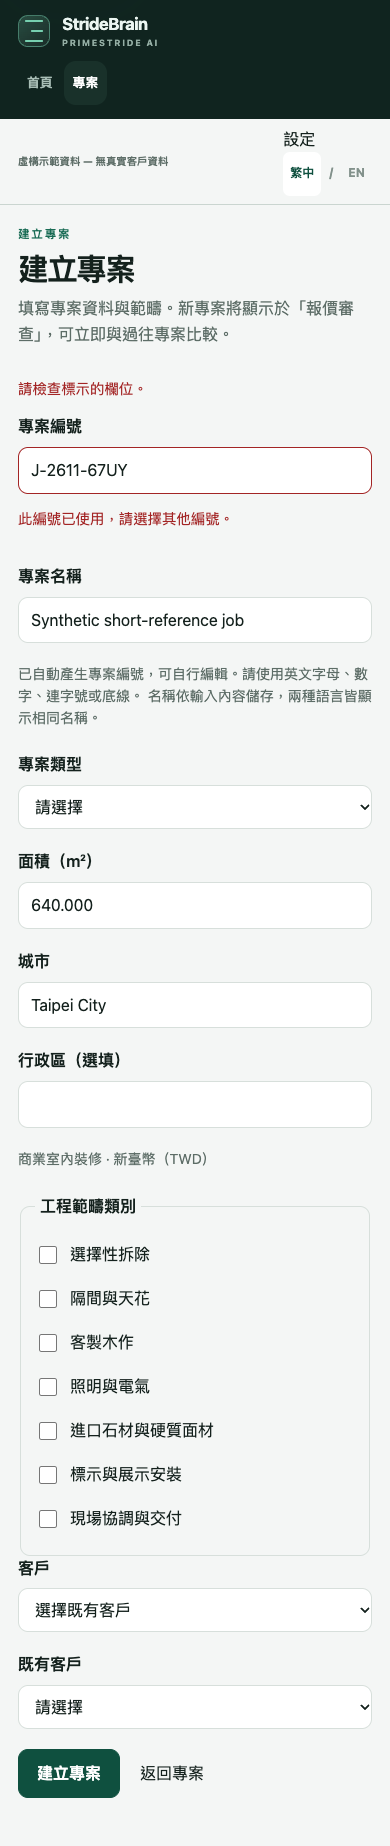 StrideBrain
PRIMESTRIDE AI
首頁
專案
虛構示範資料 — 無真實客戶資料
設定
繁中 / EN
建立專案
建立專案
填寫專案資料與範疇。新專案將顯示於「報價審
查」，可立即與過往專案比較。
請檢查標示的欄位。
專案編號
J-2611-67UY
此編號已使用，請選擇其他編號。
專案名稱
Synthetic short-reference job
已自動產生專案編號，可自行編輯。請使用英文字母、數
字、連字號或底線。 名稱依輸入內容儲存，兩種語言皆顯
示相同名稱。
專案類型
請選擇
面積（m²）
640.000
城市
Taipei City
行政區（選填）
商業室內裝修 · 新臺幣（TWD）
工程範疇類別
選擇性拆除
隔間與天花
客製木作
照明與電氣
進口石材與硬質面材
標示與展示安裝
現場協調與交付
客戶
選擇既有客戶
既有客戶
請選擇
建立專案
返回專案